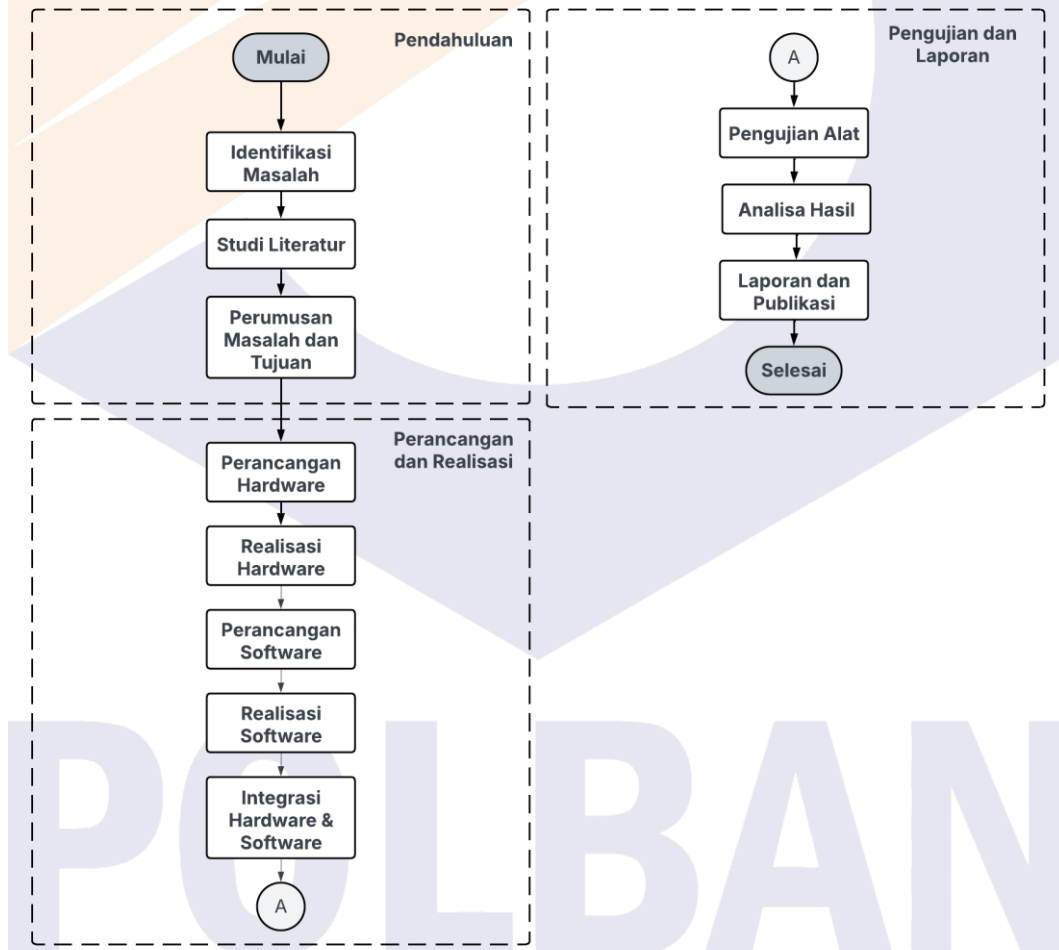 Pendahuluan
Mulai
Identifikasi
Masalah
Studi Literatur
Perumusan
Masalah dan
Tujuan
Perancangan
dan Realisasi
Perancangan
Hardware
Realisasi
Hardware
Perancangan
Software
Realisasi
Software
Integrasi
Hardware &
Software
A
Pengujian dan
Laporan
A
Pengujian Alat
Analisa Hasil
Laporan dan
Publikasi
Selesai
POLBAN